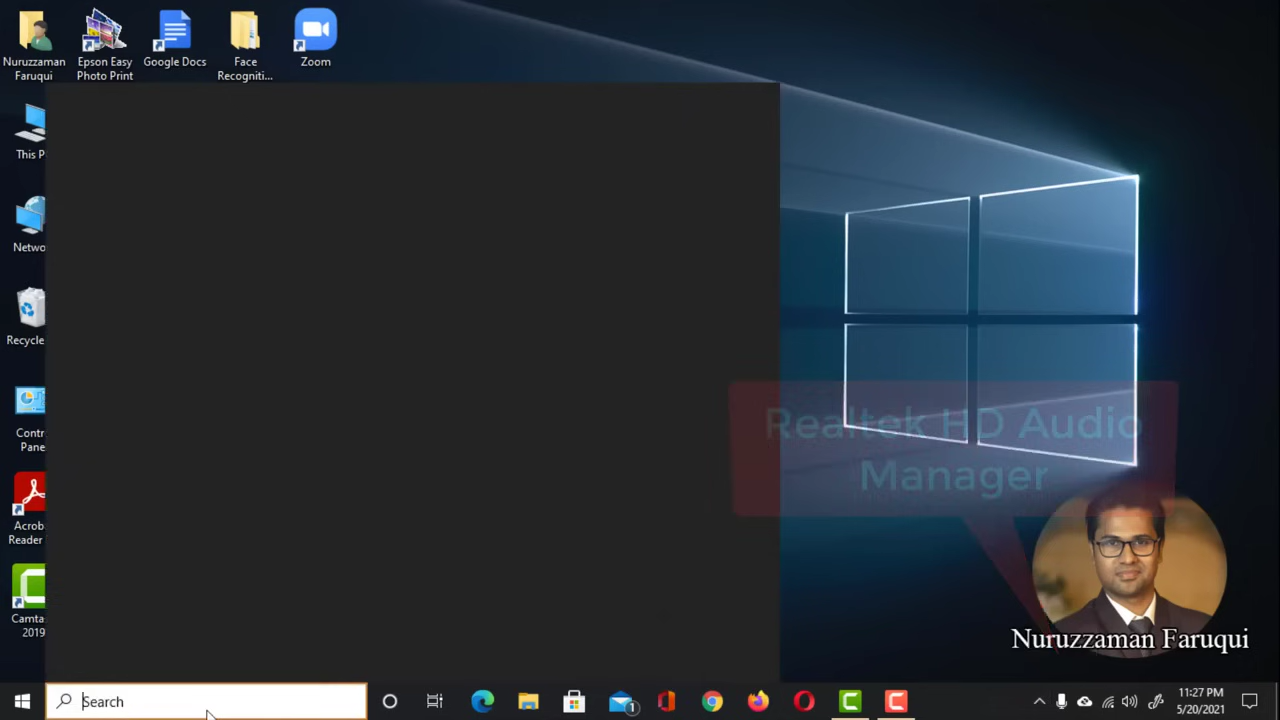 Nuruzzaman
Faruqui
Epson Easy
Photo Print
Google Docs
Face
Recogniti...
Zoom
This P
Netwo
Recycle
Contr
Pane
Acrob
Reader
Camta
2019
Realtek HD Audio
Manager
Nuruzzaman Faruqui
Search
1
11:27 PM
5/20/2021